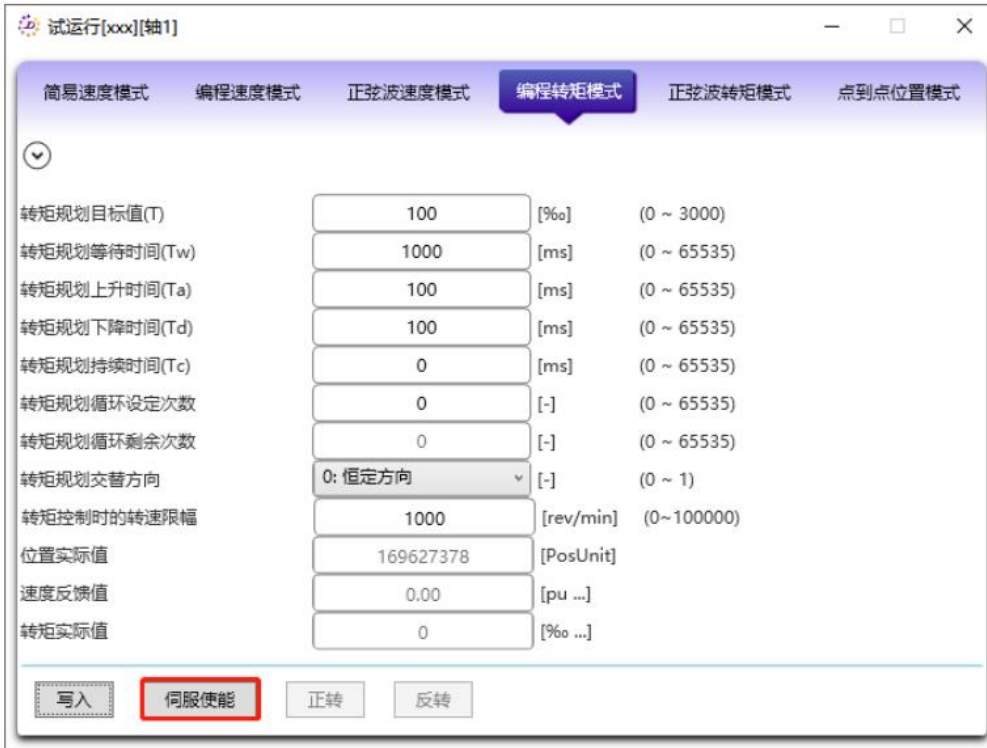 试运行[xxx][轴1]
简易速度模式 编程速度模式 正弦波速度模式 编程转矩模式 正弦波转矩模式 点到点位置模式
转矩规划目标值(T) 100 [‰] (0 ~ 3000)
转矩规划等待时间(Tw) 1000 [ms] (0 ~ 65535)
转矩规划上升时间(Ta) 100 [ms] (0 ~ 65535)
转矩规划下降时间(Td) 100 [ms] (0 ~ 65535)
转矩规划持续时间(Tc) 0 [ms] (0 ~ 65535)
转矩规划循环设定次数 0 [-] (0 ~ 65535)
转矩规划循环剩余次数 0 [-] (0 ~ 65535)
转矩规划交替方向 0: 恒定方向 [-] (0 ~ 1)
转矩控制时的转速限幅 1000 [rev/min] (0~100000)
位置实际值 169627378 [PosUnit]
速度反馈值 0.00 [pu ...]
转矩实际值 0 [‰ ...]
写入 伺服使能 正转 反转